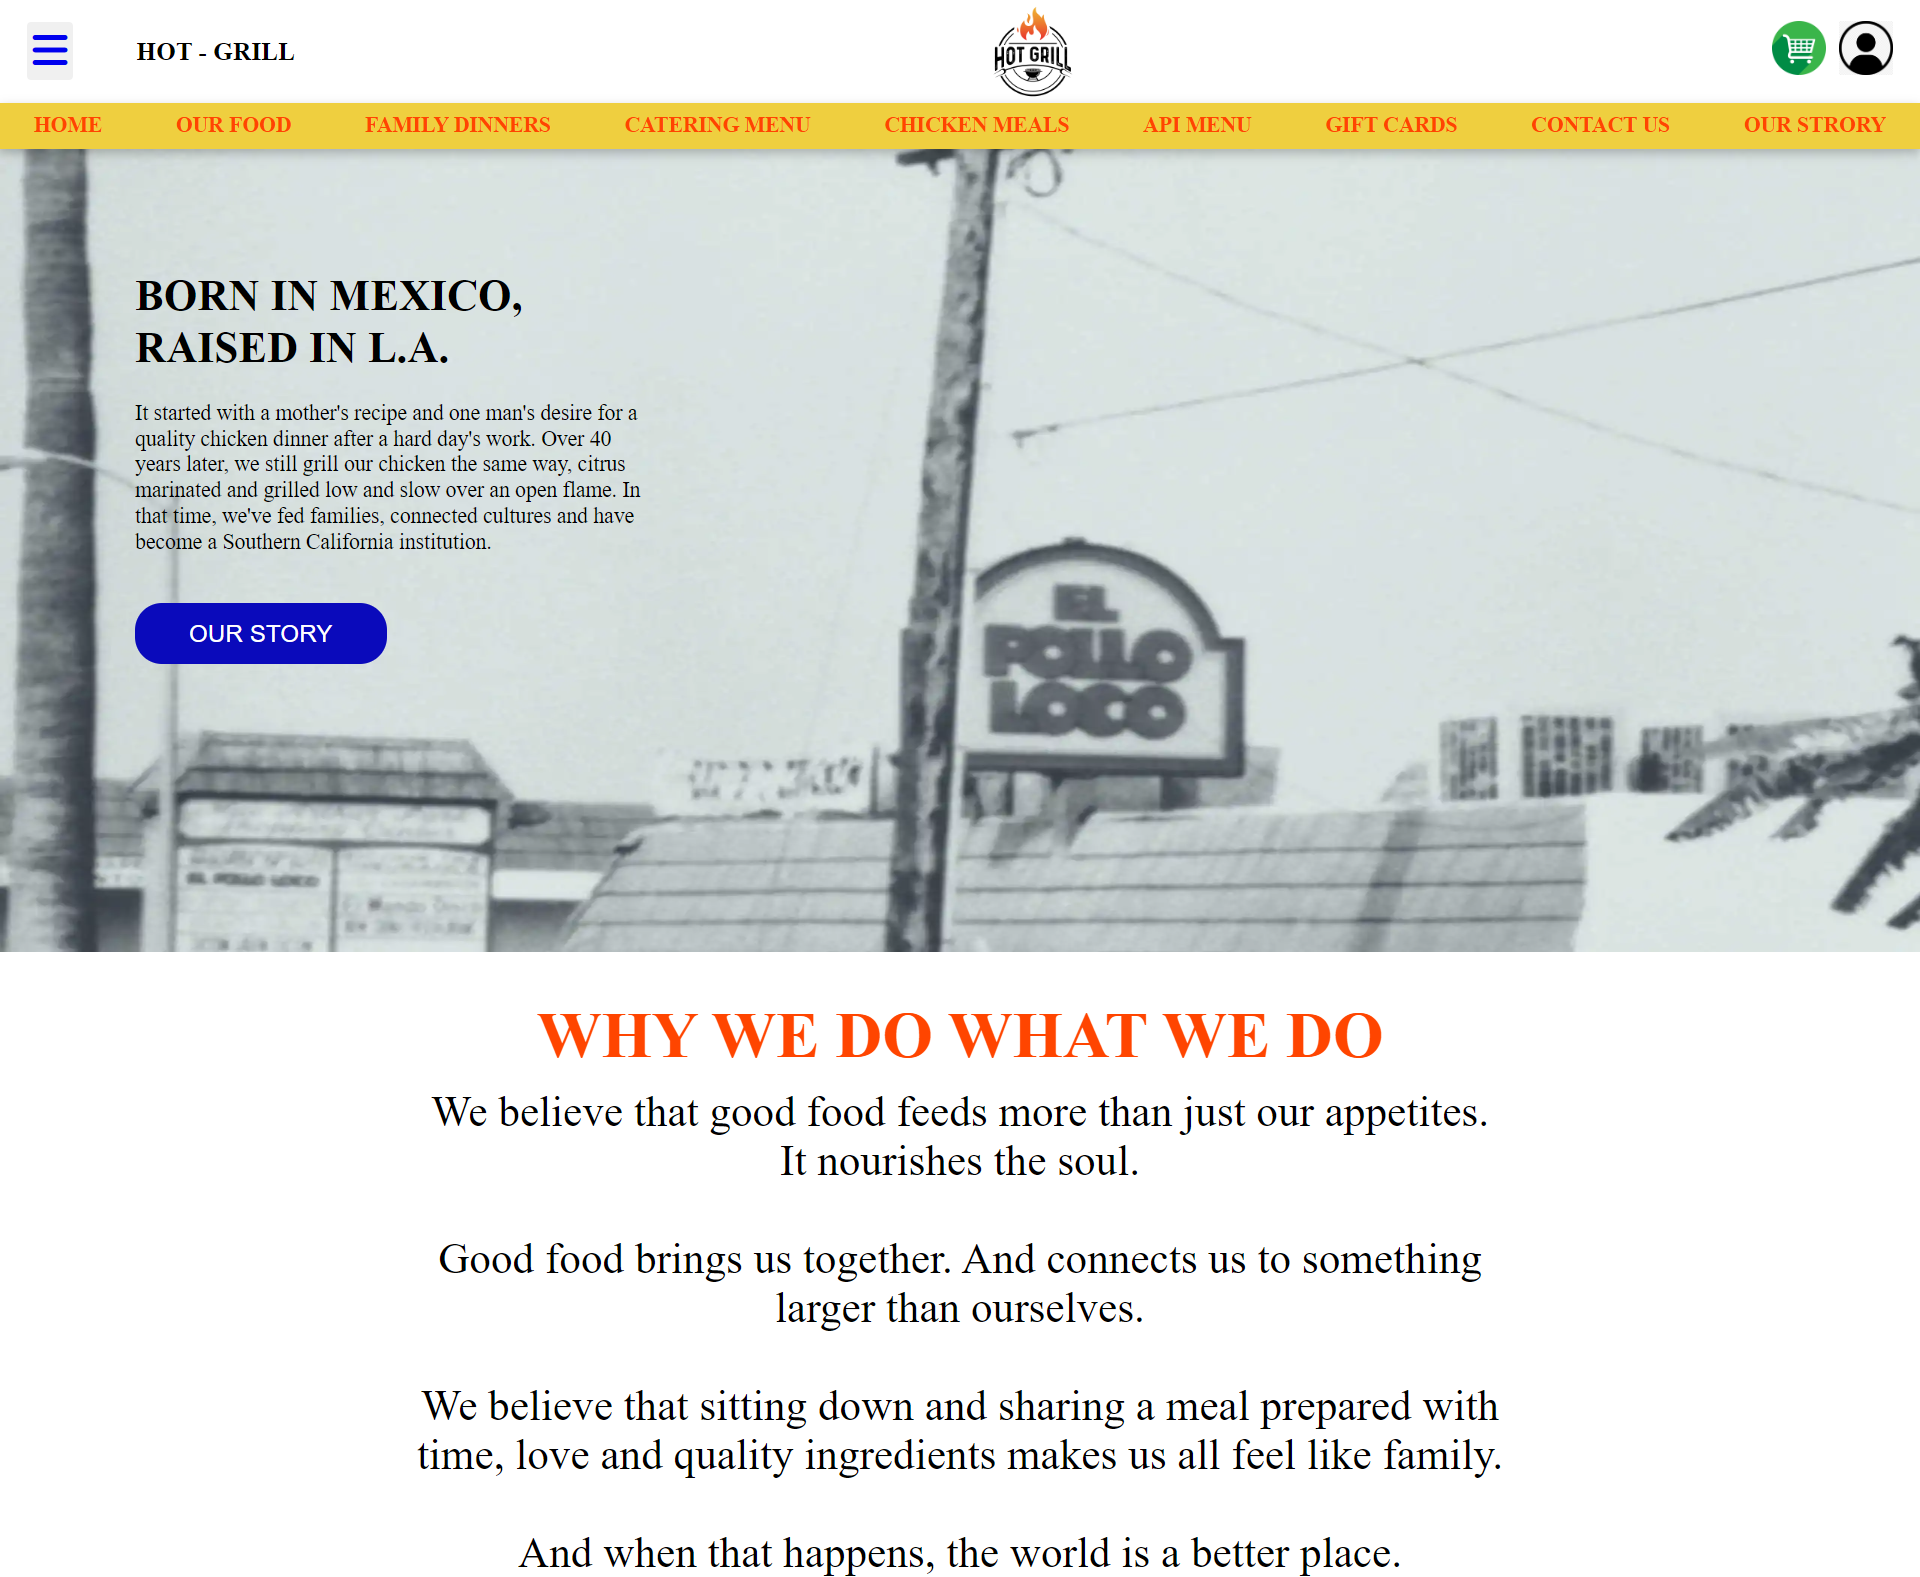 HOT - GRILL
HOT GRILL
HOME OUR FOOD FAMILY DINNERS CATERING MENU CHICKEN MEALS API MENU GIFT CARDS CONTACT US OUR STRORY
BORN IN MEXICO,
RAISED IN L.A.
It started with a mother's recipe and one man's desire for a
quality chicken dinner after a hard day's work. Over 40
years later, we still grill our chicken the same way, citrus
marinated and grilled low and slow over an open flame. In
that time, we've fed families, connected cultures and have
become a Southern California institution.
OUR STORY
EL
POLLO
LOCO
EL POLLO LOCO
WHY WE DO WHAT WE DO
We believe that good food feeds more than just our appetites.
It nourishes the soul.
Good food brings us together. And connects us to something
larger than ourselves.
We believe that sitting down and sharing a meal prepared with
time, love and quality ingredients makes us all feel like family.
And when that happens, the world is a better place.